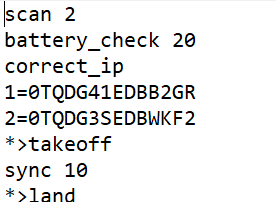 scan 2
battery_check 20
correct_ip
1=0TQDG41EDBB2GR
2=0TQDG3SEDBWKF2
*>takeoff
sync 10
*>land